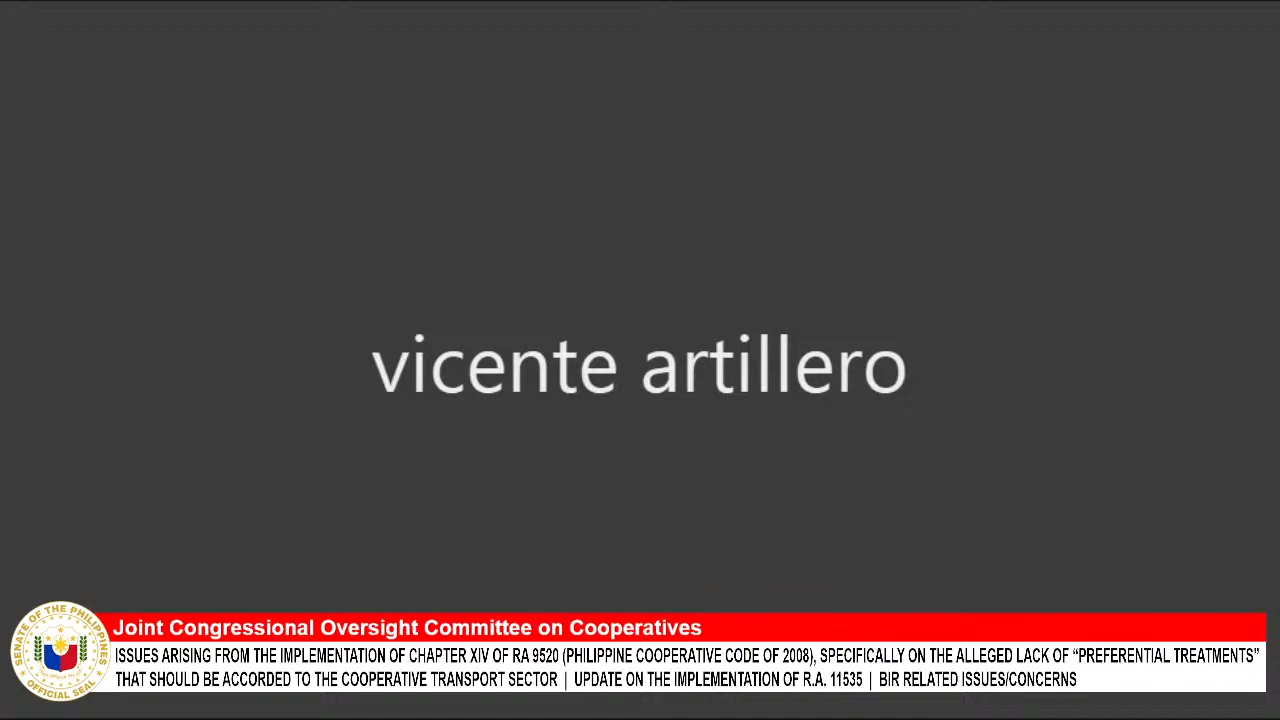 vicente artillero
Joint Congressional Oversight Committee on Cooperatives
ISSUES ARISING FROM THE IMPLEMENTATION OF CHAPTER XIV OF RA 9520 (PHILIPPINE COOPERATIVE CODE OF 2008), SPECIFICALLY ON THE ALLEGED LACK OF “PREFERENTIAL TREATMENTS”
THAT SHOULD BE ACCORDED TO THE COOPERATIVE TRANSPORT SECTOR | UPDATE ON THE IMPLEMENTATION OF R.A. 11535 | BIR RELATED ISSUES/CONCERNS
SENATE OF THE PHILIPPINES
OFFICIAL SEAL